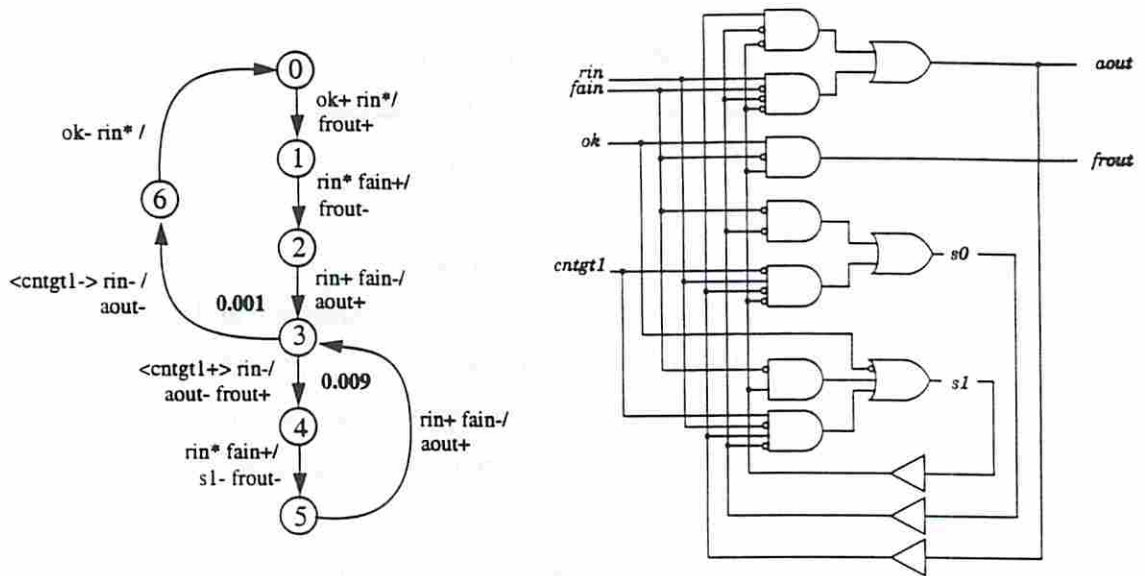 0
ok+ rin*/
frout+
ok- rin* /
1
rin* fain+/
frout-
6
2
<cntgt1-> rin-/
aout-
rin+ fain-/
aout+
0.001
3
<cntgt1+> rin-/
aout- frout+
0.009
4
rin+ fain-/
aout+
rin* fain+/
s1- frout-
5
rin
fain
aout
ok
frout
cntgt1
s0
s1